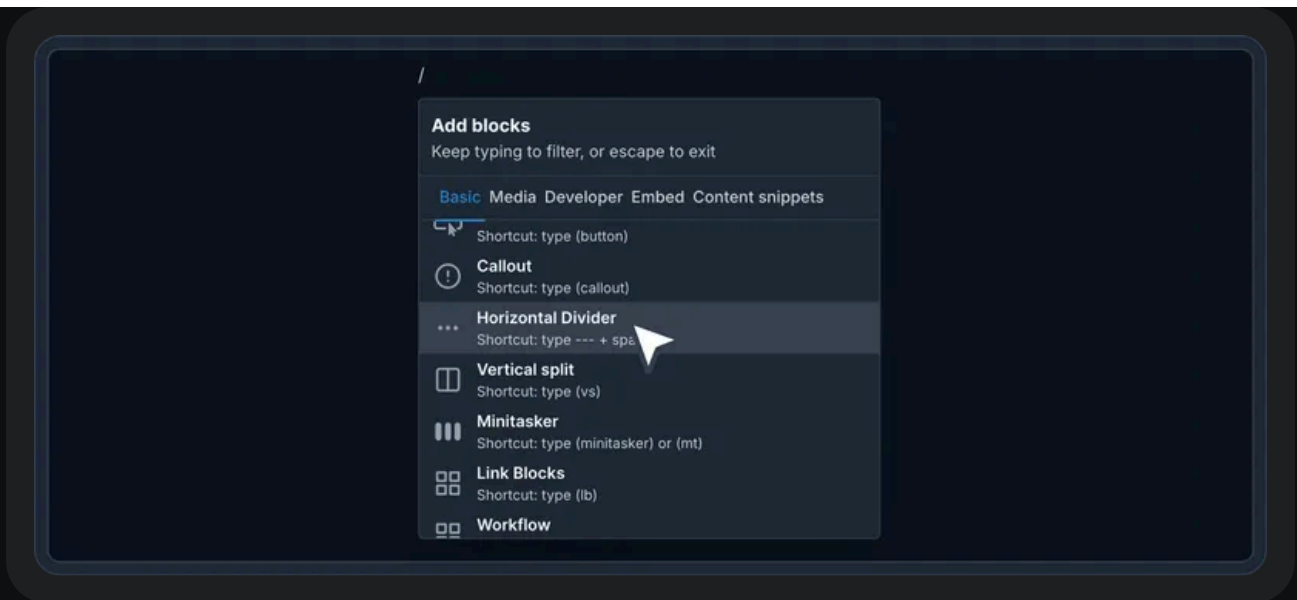 /
Add blocks
Keep typing to filter, or escape to exit
Basic Media Developer Embed Content snippets
Shortcut: type (button)
Callout
Shortcut: type (callout)
Horizontal Divider
Shortcut: type --- +
Vertical split
Shortcut: type (vs)
Minitasker
Shortcut: type (minitasker) or (mt)
Link Blocks
Shortcut: type (lb)
Workflow